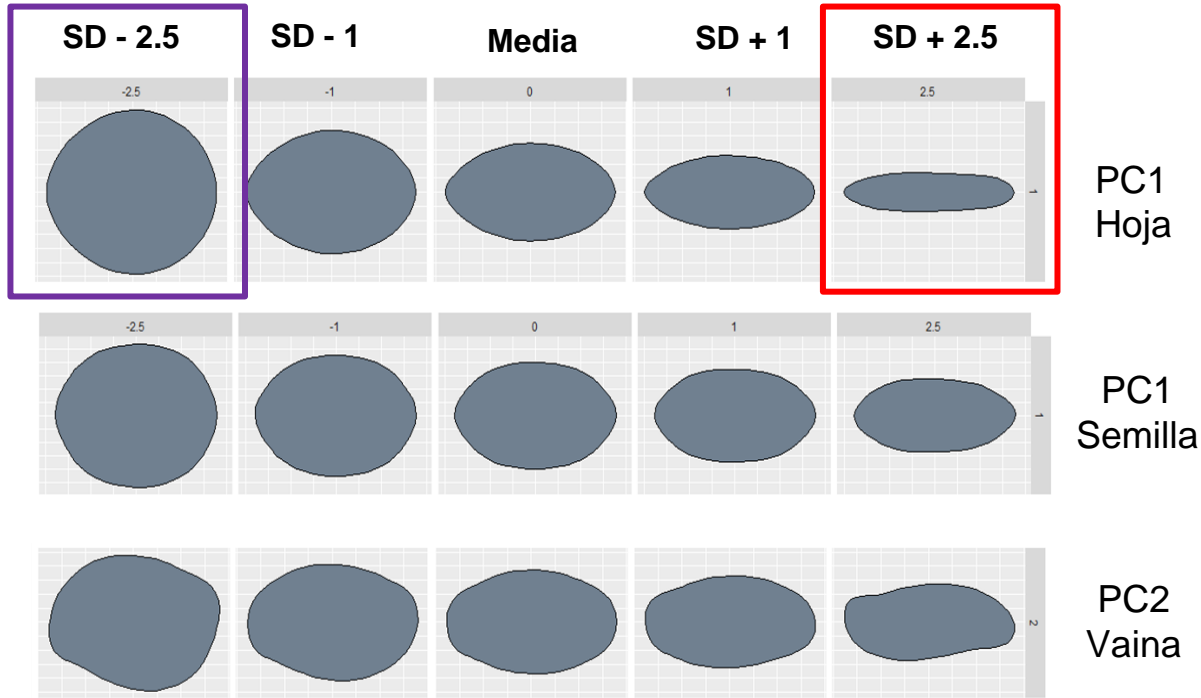 SD - 2.5
SD - 1
Media
SD + 1
SD + 2.5
-2.5
-1
0
1
2.5
1
PC1
Hoja
-2.5
-1
0
1
2.5
1
PC1
Semilla
2
PC2
Vaina